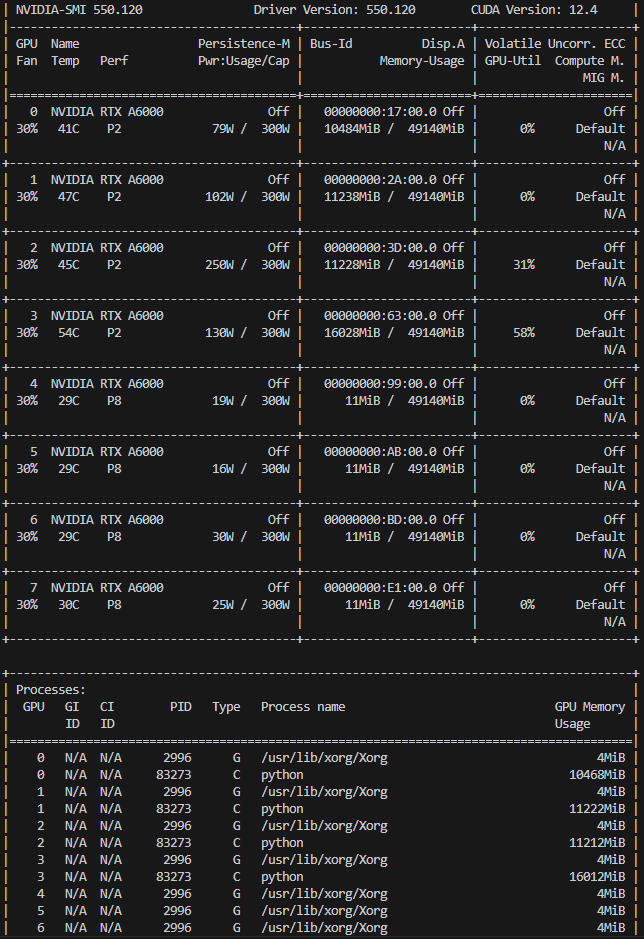 | NVIDIA-SMI 550.120                 Driver Version: 550.120        CUDA Version: 12.4     |
|-----------------------------------------+------------------------+----------------------+
| GPU  Name                 Persistence-M | Bus-Id          Disp.A | Volatile Uncorr. ECC |
| Fan  Temp   Perf          Pwr:Usage/Cap |           Memory-Usage | GPU-Util  Compute M. |
|                                         |                        |               MIG M. |
|=========================================+========================+======================|
|   0  NVIDIA RTX A6000               Off |   00000000:17:00.0 Off |                  Off |
| 30%   41C    P2              79W /  300W |   10484MiB /  49140MiB |      0%      Default |
|                                         |                        |                  N/A |
+-----------------------------------------+------------------------+----------------------+
|   1  NVIDIA RTX A6000               Off |   00000000:2A:00.0 Off |                  Off |
| 30%   47C    P2             102W /  300W |   11238MiB /  49140MiB |      0%      Default |
|                                         |                        |                  N/A |
+-----------------------------------------+------------------------+----------------------+
|   2  NVIDIA RTX A6000               Off |   00000000:3D:00.0 Off |                  Off |
| 30%   45C    P2             250W /  300W |   11228MiB /  49140MiB |     31%      Default |
|                                         |                        |                  N/A |
+-----------------------------------------+------------------------+----------------------+
|   3  NVIDIA RTX A6000               Off |   00000000:63:00.0 Off |                  Off |
| 30%   54C    P2             130W /  300W |   16028MiB /  49140MiB |     58%      Default |
|                                         |                        |                  N/A |
+-----------------------------------------+------------------------+----------------------+
|   4  NVIDIA RTX A6000               Off |   00000000:99:00.0 Off |                  Off |
| 30%   29C    P8              19W /  300W |      11MiB /  49140MiB |      0%      Default |
|                                         |                        |                  N/A |
+-----------------------------------------+------------------------+----------------------+
|   5  NVIDIA RTX A6000               Off |   00000000:AB:00.0 Off |                  Off |
| 30%   29C    P8              16W /  300W |      11MiB /  49140MiB |      0%      Default |
|                                         |                        |                  N/A |
+-----------------------------------------+------------------------+----------------------+
|   6  NVIDIA RTX A6000               Off |   00000000:BD:00.0 Off |                  Off |
| 30%   29C    P8              30W /  300W |      11MiB /  49140MiB |      0%      Default |
|                                         |                        |                  N/A |
+-----------------------------------------+------------------------+----------------------+
|   7  NVIDIA RTX A6000               Off |   00000000:E1:00.0 Off |                  Off |
| 30%   30C    P8              25W /  300W |      11MiB /  49140MiB |      0%      Default |
|                                         |                        |                  N/A |
+-----------------------------------------+------------------------+----------------------+

+-----------------------------------------------------------------------------------------+
| Processes:                                                                              |
|  GPU   GI   CI        PID   Type   Process name                              GPU Memory |
|        ID   ID                                                               Usage      |
|=========================================================================================|
|    0   N/A  N/A      2996      G   /usr/lib/xorg/Xorg                              4MiB |
|    0   N/A  N/A     83273      C   python                                      10468MiB |
|    1   N/A  N/A      2996      G   /usr/lib/xorg/Xorg                              4MiB |
|    1   N/A  N/A     83273      C   python                                      11222MiB |
|    2   N/A  N/A      2996      G   /usr/lib/xorg/Xorg                              4MiB |
|    2   N/A  N/A     83273      C   python                                      11212MiB |
|    3   N/A  N/A      2996      G   /usr/lib/xorg/Xorg                              4MiB |
|    3   N/A  N/A     83273      C   python                                      16012MiB |
|    4   N/A  N/A      2996      G   /usr/lib/xorg/Xorg                              4MiB |
|    5   N/A  N/A      2996      G   /usr/lib/xorg/Xorg                              4MiB |
|    6   N/A  N/A      2996      G   /usr/lib/xorg/Xorg                              4MiB |